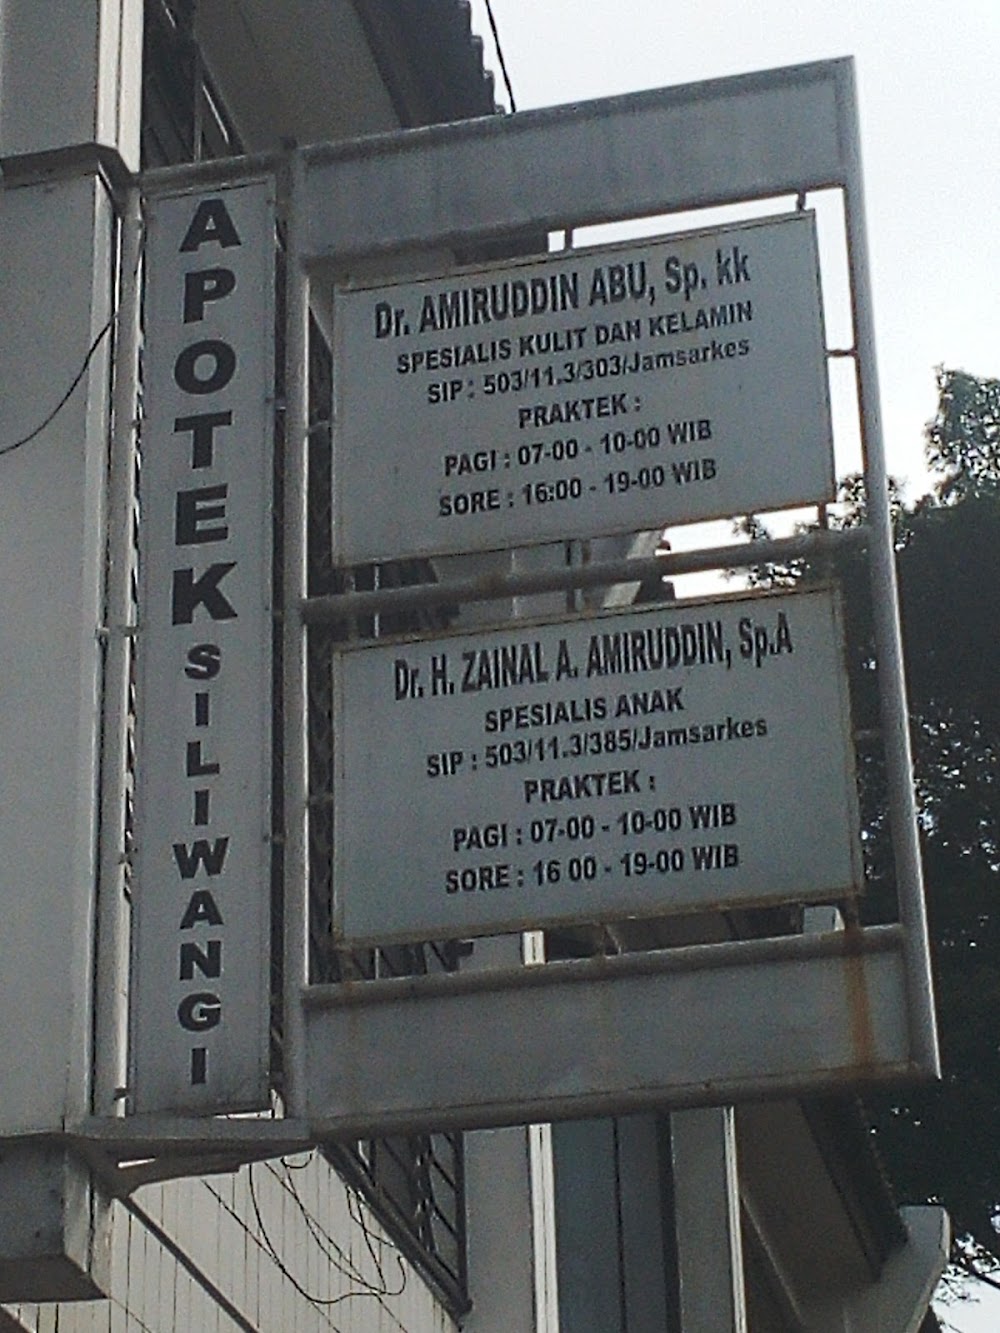 APOTEK SILIWANGI
Dr. AMIRUDDIN ABU, Sp. kk
SPESIALIS KULIT DAN KELAMIN
SIP : 503/11.3/303/Jamsarkes
PRAKTEK :
PAGI : 07-00 - 10-00 WIB
SORE : 16:00 - 19-00 WIB
Dr. H. ZAINAL A. AMIRUDDIN, Sp.A
SPESIALIS ANAK
SIP : 503/11.3/385/Jamsarkes
PRAKTEK :
PAGI : 07-00 - 10-00 WIB
SORE : 16 00 - 19-00 WIB